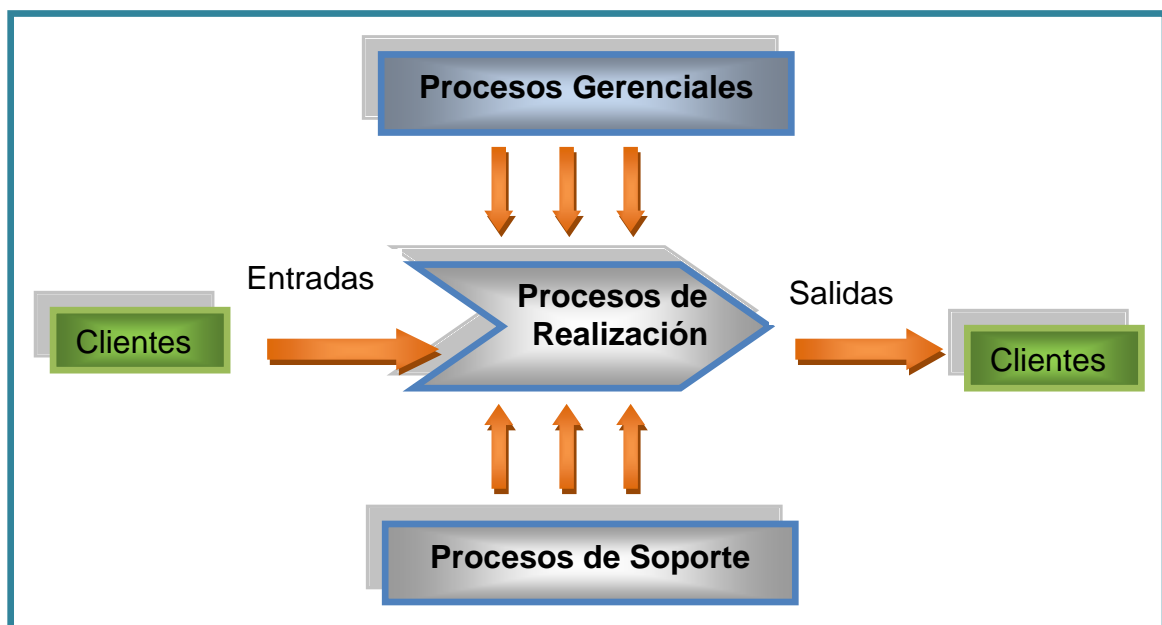 Procesos Gerenciales
Entradas
Clientes
Procesos de
Realización
Salidas
Clientes
Procesos de Soporte